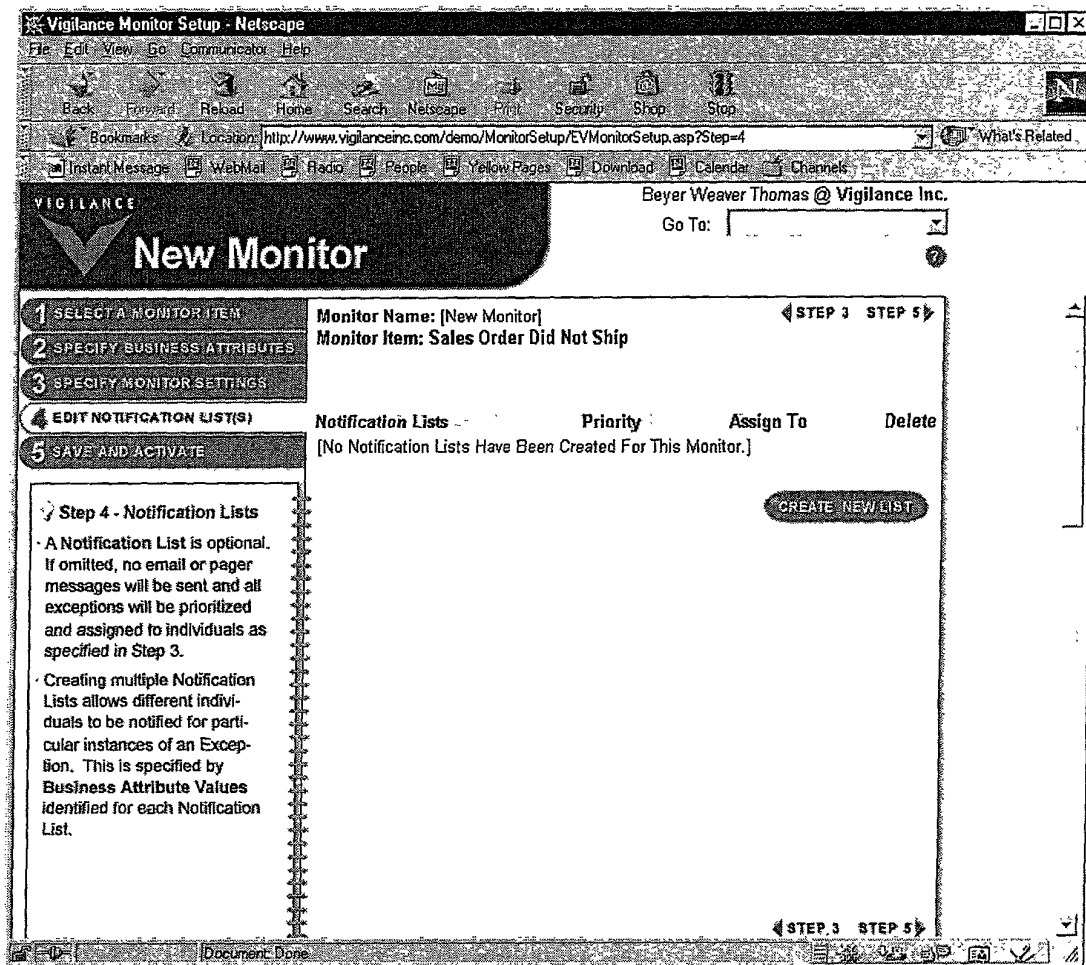 Vigilance Monitor Setup - Netscape
File Edit View Go Communicator Help
Back Forward Reload Home Search Netscape Print Security Shop Stop
Bookmarks Location: http://www.vigilanceinc.com/demo/MonitorSetup/EVMonitorSetup.asp?Step=4 What's Related
Instant Message WebMail Radio People Yellow Pages Download Calendar Channels
VIGILANCE
New Monitor
Beyer Weaver Thomas @ Vigilance Inc.
Go To:
?
1 SELECT A MONITOR ITEM
2 SPECIFY BUSINESS ATTRIBUTES
3 SPECIFY MONITOR SETTINGS
4 EDIT NOTIFICATION LIST(S)
5 SAVE AND ACTIVATE
Step 4 - Notification Lists
· A Notification List is optional.
If omitted, no email or pager
messages will be sent and all
exceptions will be prioritized
and assigned to individuals as
specified in Step 3.
· Creating multiple Notification
Lists allows different indivi-
duals to be notified for parti-
cular instances of an Excep-
tion. This is specified by
Business Attribute Values
identified for each Notification
List.
Monitor Name: [New Monitor]
STEP 3 STEP 5
Monitor Item: Sales Order Did Not Ship
Notification Lists Priority Assign To Delete
[No Notification Lists Have Been Created For This Monitor.]
CREATE NEW LIST
STEP 3 STEP 5
Document: Done